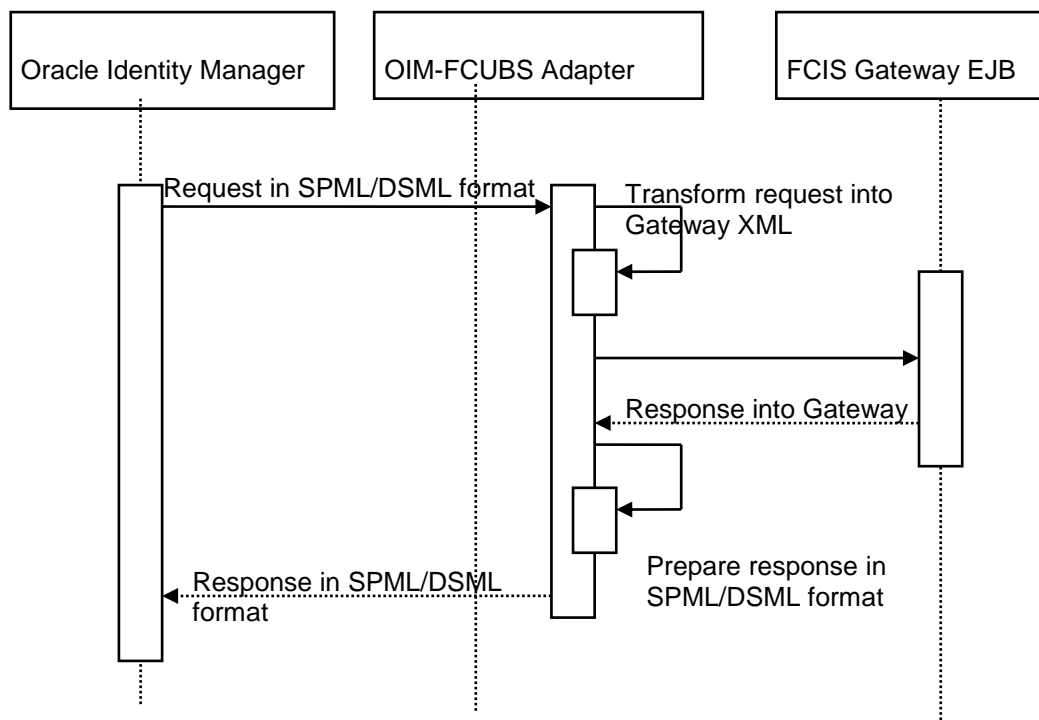 Oracle Identity Manager
OIM-FCUBS Adapter
FCIS Gateway EJB
Request in SPML/DSML format
Transform request into
Gateway XML
Response into Gateway
Prepare response in
SPML/DSML format
Response in SPML/DSML
format